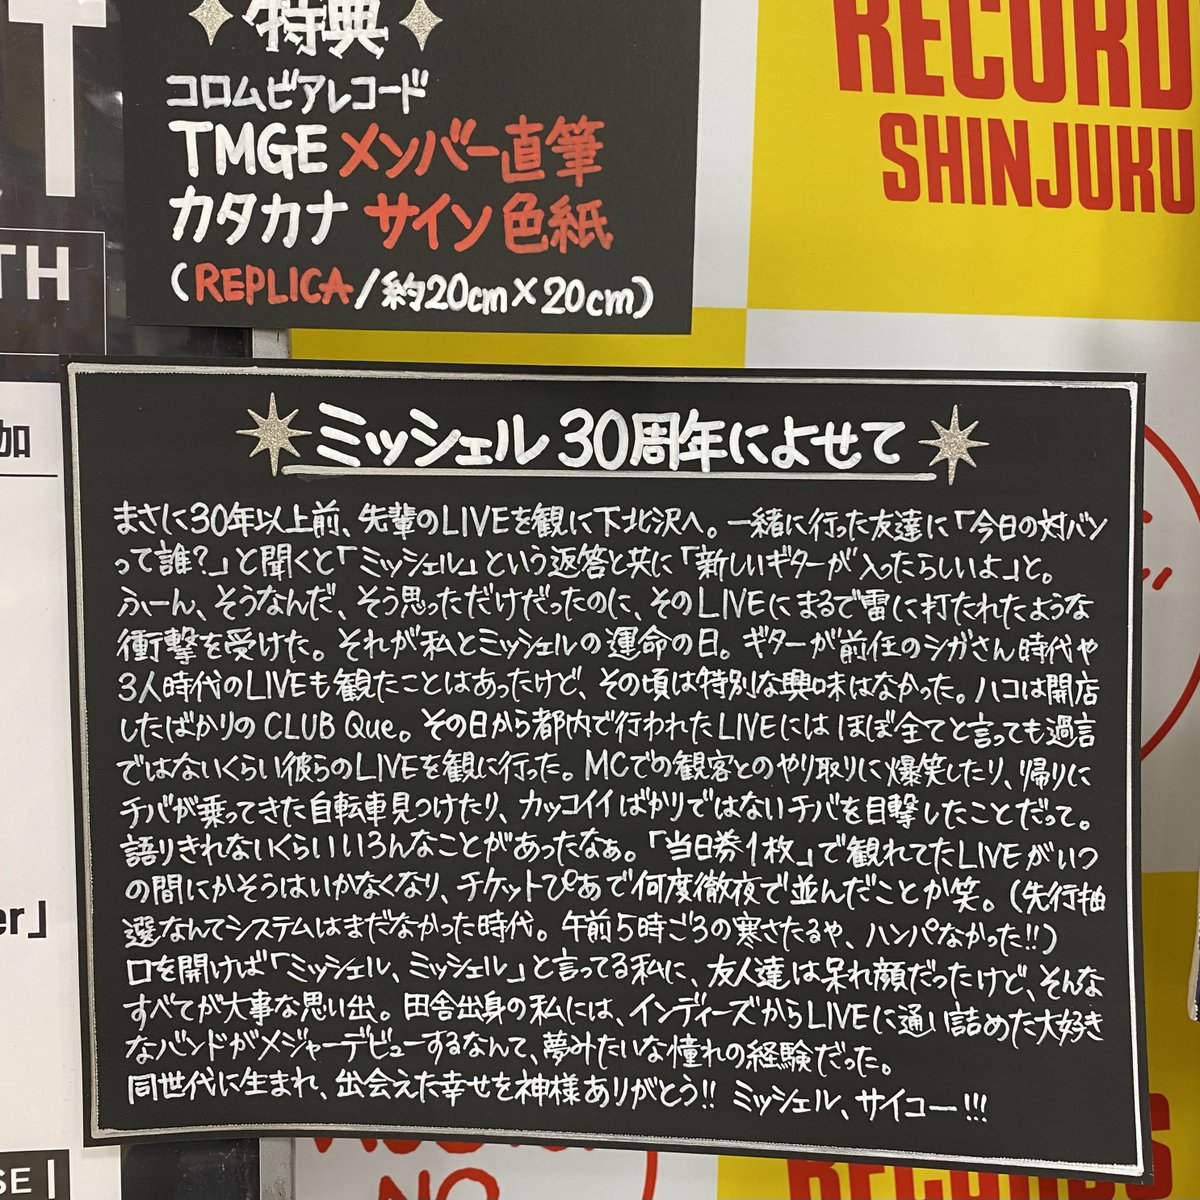 T
TH
加
er」
SE |
特典
コロムビアレコード
TMGE メンバー直筆
カタカナ サイン色紙
(REPLICA/約20cm×20cm)
RECORD
SHINJUKU
ミッシェル 30周年によせて
まさに30年以上前、先輩のLIVEを観に下北沢へ。一緒に行った友達に「今日の対バン
って誰?」と聞くと「ミッシェル」という返答と共に「新しいギターが入ったらしいよ」と。
ふーん、そうなんだ、そう思っただけだったのに、そのLIVEにまるで雷に打たれたような
衝撃を受けた。それが私とミッシェルの運命の日。ギターが前任のシガさん時代や
3人時代のLIVEも観たことはあったけど、その頃は特別な興味はなかった。ハコは開店
したばかりのCLUB Que。その日から都内で行われたLIVEにはほぼ全てと言っても過言
ではないくらい彼らのLIVEを観に行った。MCでの観客とのやり取りに爆笑したり、帰りに
チバが乗ってきた自転車見つけたり、カッコイイばかりではないチバを目撃したことだって。
語りきれないくらいいろんなことがあったなぁ。「当日券1枚」で観れてたLIVEがいつ
の間にかそうはいかなくなり、チケットぴあで何度徹夜で並んだことか笑。(先行抽
選なんてシステムはまだなかった時代。午前5時ごろの寒さたるや、ハンパなかった!!)
口を開けば「ミッシェル、ミッシェル」と言ってる私に、友人達は呆れ顔だったけど、そんな
すべてが大事な思い出。田舎出身の私には、インディーズからLIVEに通い詰めた大好き
なバンドがメジャーデビューするなんて、夢みたいな憧れの経験だった。
同世代に生まれ、出会えた幸せを神様ありがとう!! ミッシェル、サイコー!!!
NO
RECORDS